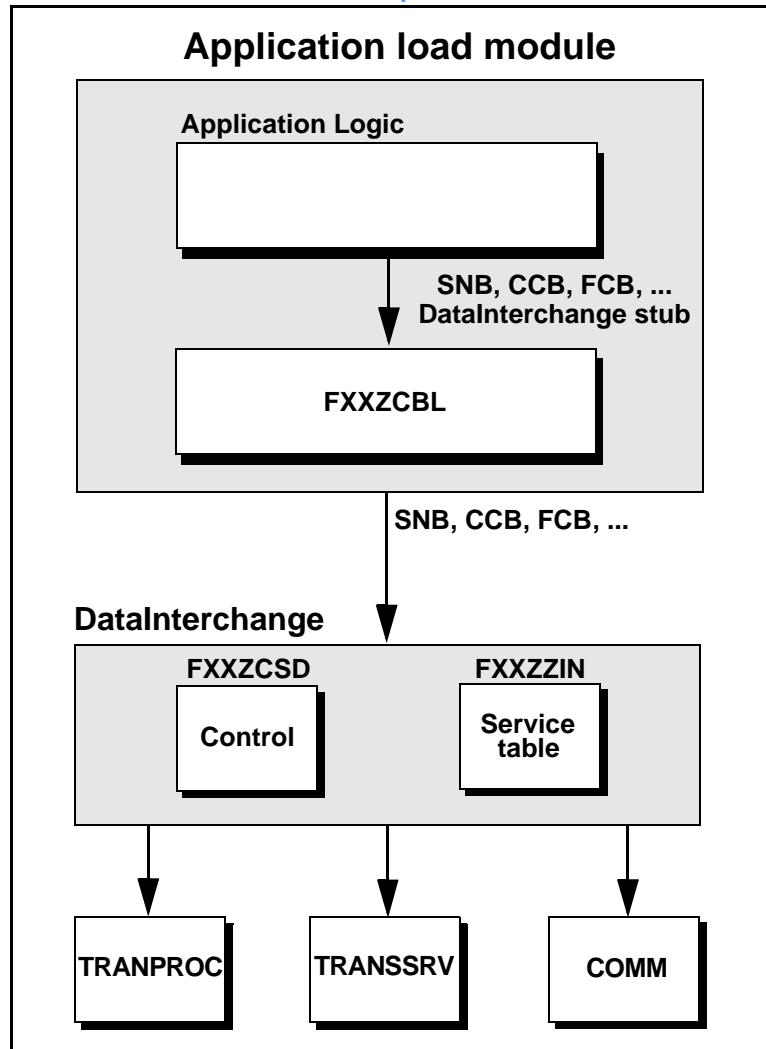 Application load module
Application Logic
SNB, CCB, FCB, ...
DataInterchange stub
FXXZCBL
SNB, CCB, FCB, ...
DataInterchange
FXXZCSD
Control
FXXZZIN
Service
table
TRANPROC
TRANSSRV
COMM